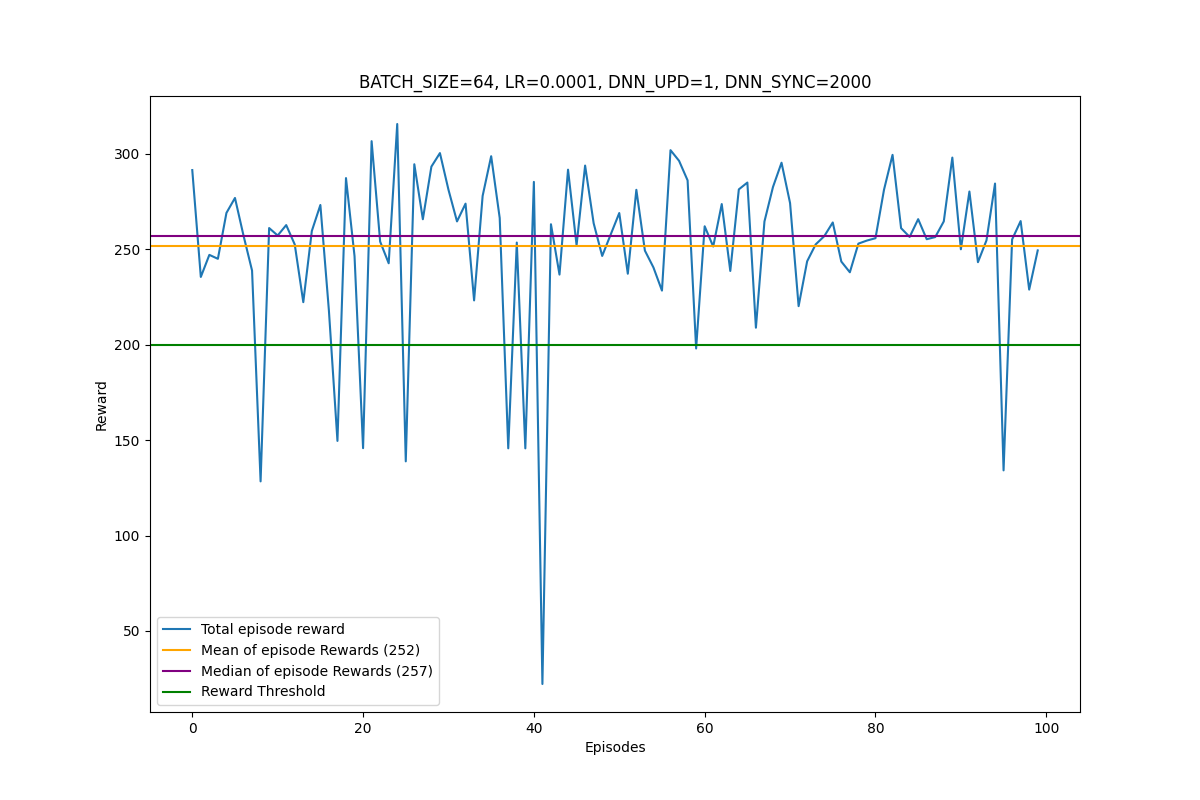 BATCH_SIZE=64, LR=0.0001, DNN_UPD=1, DNN_SYNC=2000
300
250
200
150
100
50
Reward
Total episode reward
Mean of episode Rewards (252)
Median of episode Rewards (257)
Reward Threshold
0 20 40 60 80 100
Episodes